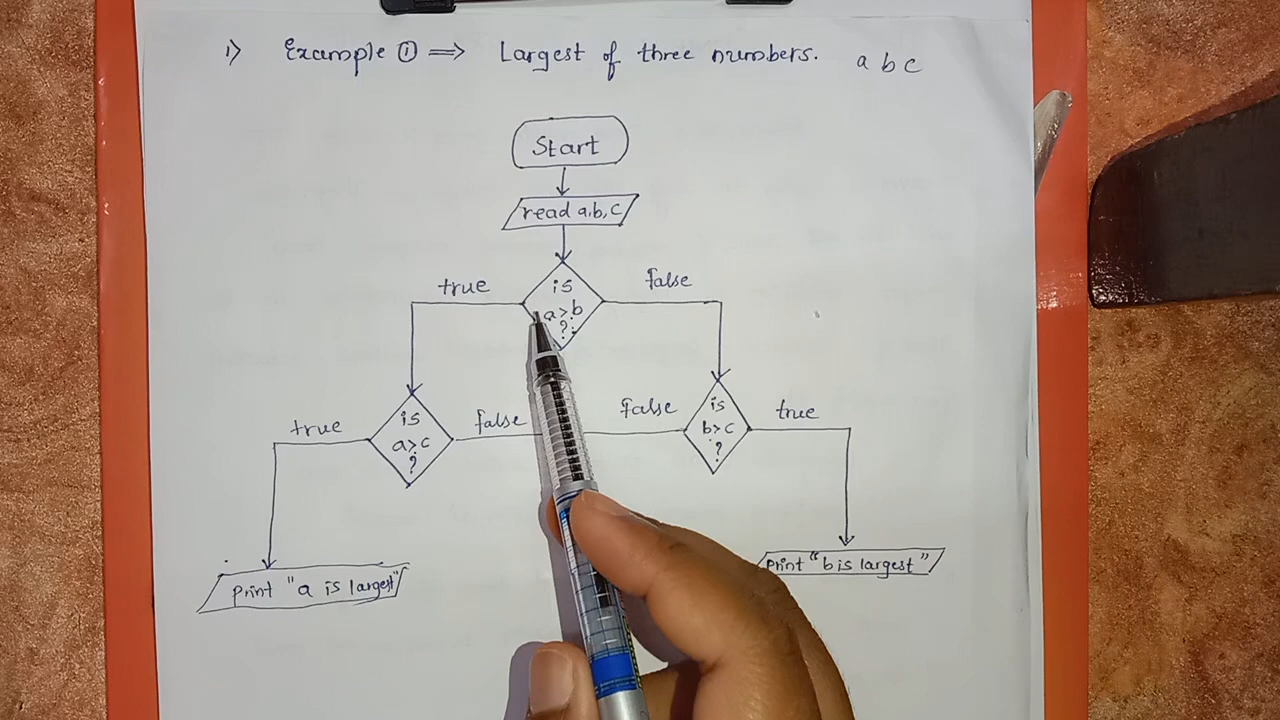 1) Example ① ⇒ Largest of three numbers. a b c
Start
read a,b,c
is
a>b
?
true
false
is
a>c
?
true
false
is
b>c
?
false
true
print "a is largest"
print "b is largest"